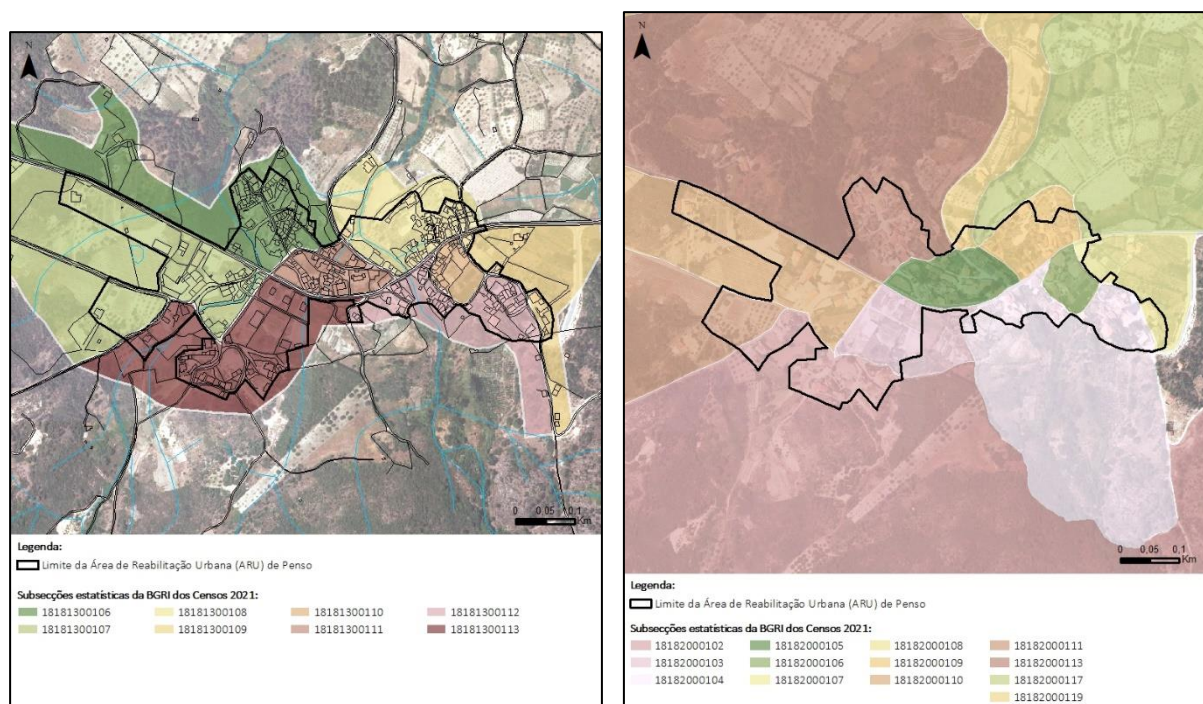 N
0 0,05 0,1
Km
Legenda:
Limite da Área de Reabilitação Urbana (ARU) de Penso
Subsecções estatísticas da BGRI dos Censos 2021:
18181300106 18181300108 18181300110 18181300112
18181300107 18181300109 18181300111 18181300113
N
0 0,05 0,1
Km
Legenda:
Limite da Área de Reabilitação Urbana (ARU) de Penso
Subsecções estatísticas da BGRI dos Censos 2021:
18182000102 18182000105 18182000108 18182000111
18182000103 18182000106 18182000109 18182000113
18182000104 18182000107 18182000110 18182000117
18182000119